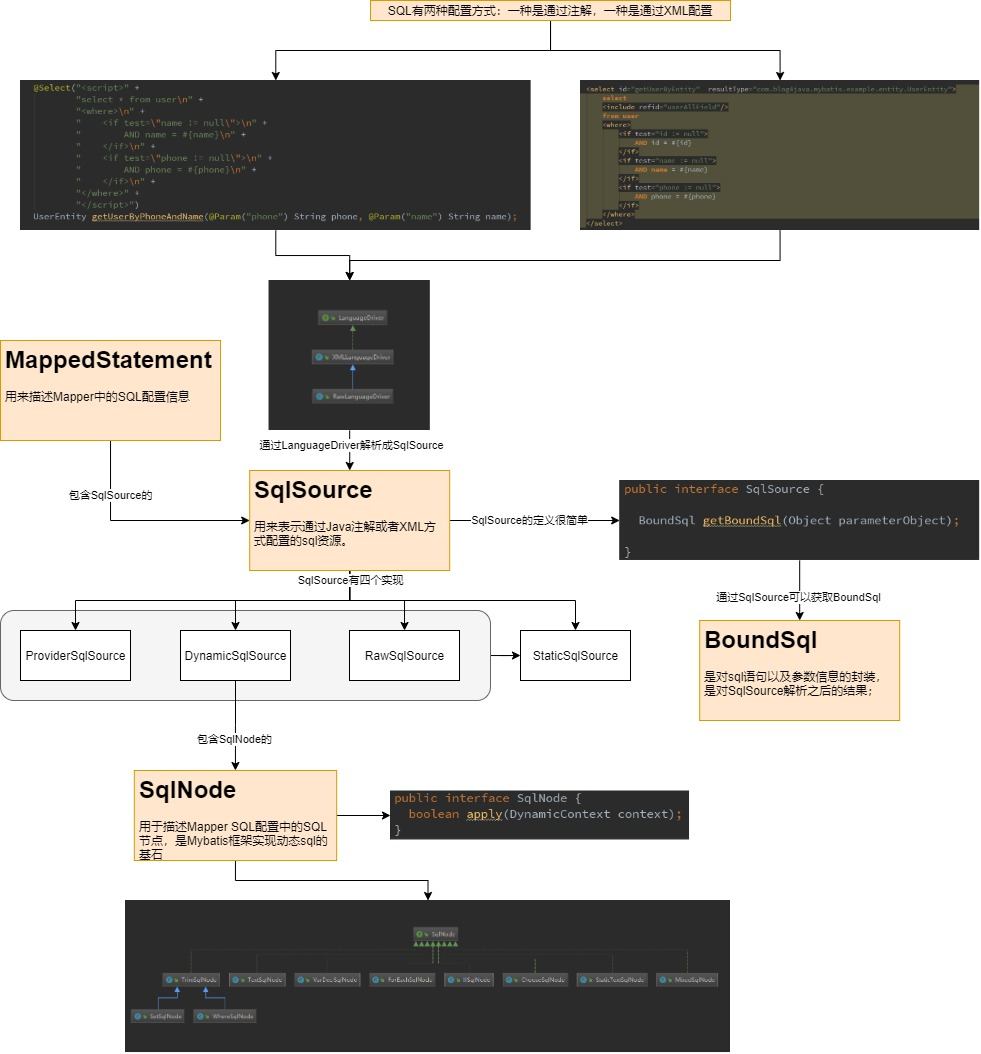 SQL有两种配置方式：一种是通过注解，一种是通过XML配置
@Select("<script>" +
"select * from user\n" +
"<where>\n" +
"    <if test=\"name != null\">\n" +
"        AND name = #{name}\n" +
"    </if>\n" +
"    <if test=\"phone != null\">\n" +
"        AND phone = #{phone}\n" +
"    </if>\n" +
"</where>" +
"</script>")
UserEntity getUserByPhoneAndName(@Param("phone") String phone, @Param("name") String name);
<select id="getUserByEntity"  resultType="com.blog4java.mybatis.example.entity.UserEntity">
select
<include refid="userAllField"/>
from user
<where>
<if test="id != null">
AND id = #{id}
</if>
<if test="name != null">
AND name = #{name}
</if>
<if test="phone != null">
AND phone = #{phone}
</if>
</where>
</select>
LanguageDriver
XMLLanguageDriver
RawLanguageDriver
MappedStatement
用来描述Mapper中的SQL配置信息
通过LanguageDriver解析成SqlSource
包含SqlSource的
SqlSource
用来表示通过Java注解或者XML方
式配置的sql资源。
SqlSource的定义很简单
public interface SqlSource {
BoundSql getBoundSql(Object parameterObject);
}
SqlSource有四个实现
通过SqlSource可以获取BoundSql
ProviderSqlSource
DynamicSqlSource
RawSqlSource
StaticSqlSource
BoundSql
是对sql语句以及参数信息的封装，
是对SqlSource解析之后的结果；
包含SqlNode的
SqlNode
用于描述Mapper SQL配置中的SQL
节点，是Mybatis框架实现动态sql的
基石
public interface SqlNode {
boolean apply(DynamicContext context);
}
SqlNode
TrimSqlNode
TextSqlNode
VarDeclSqlNode
ForEachSqlNode
IfSqlNode
ChooseSqlNode
StaticTextSqlNode
MixedSqlNode
SetSqlNode
WhereSqlNode